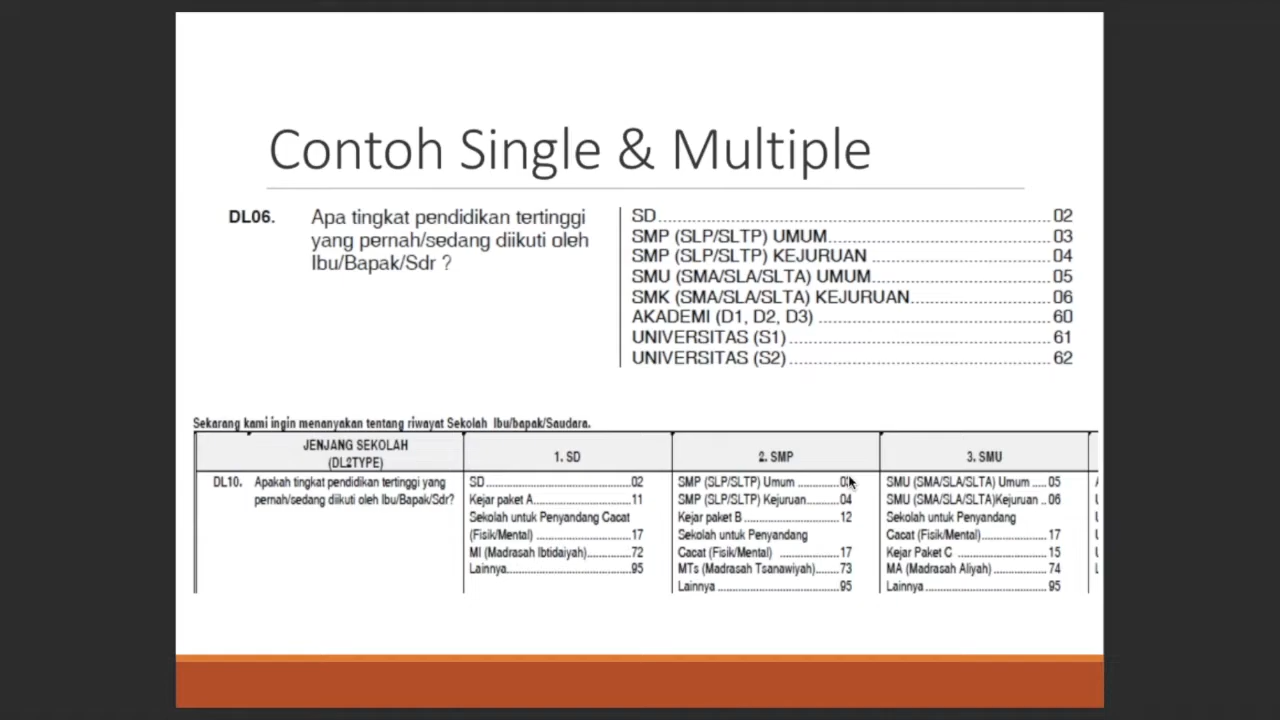 Contoh Single & Multiple
DL06. Apa tingkat pendidikan tertinggi
yang pernah/sedang diikuti oleh
Ibu/Bapak/Sdr ?
SD 02
SMP (SLP/SLTP) UMUM 03
SMP (SLP/SLTP) KEJURUAN 04
SMU (SMA/SLA/SLTA) UMUM 05
SMK (SMA/SLA/SLTA) KEJURUAN 06
AKADEMI (D1, D2, D3) 60
UNIVERSITAS (S1) 61
UNIVERSITAS (S2) 62
Sekarang kami ingin menanyakan tentang riwayat Sekolah Ibu/bapak/Saudara.
JENJANG SEKOLAH
(DL2TYPE)
1. SD
2. SMP
3. SMU
DL10. Apakah tingkat pendidikan tertinggi yang
pernah/sedang diikuti oleh Ibu/Bapak/Sdr?
SD 02
Kejar paket A 11
Sekolah untuk Penyandang Cacat
(Fisik/Mental) 17
MI (Madrasah Ibtidaiyah) 72
Lainnya 95
SMP (SLP/SLTP) Umum
SMP (SLP/SLTP) Kejuruan 04
Kejar paket B 12
Sekolah untuk Penyandang
Cacat (Fisik/Mental) 17
MTs (Madrasah Tsanawiyah) 73
Lainnya 95
SMU (SMA/SLA/SLTA) Umum 05
SMU (SMA/SLA/SLTA)Kejuruan 06
Sekolah untuk Penyandang
Cacat (Fisik/Mental) 17
Kejar Paket C 15
MA (Madrasah Aliyah) 74
Lainnya 95